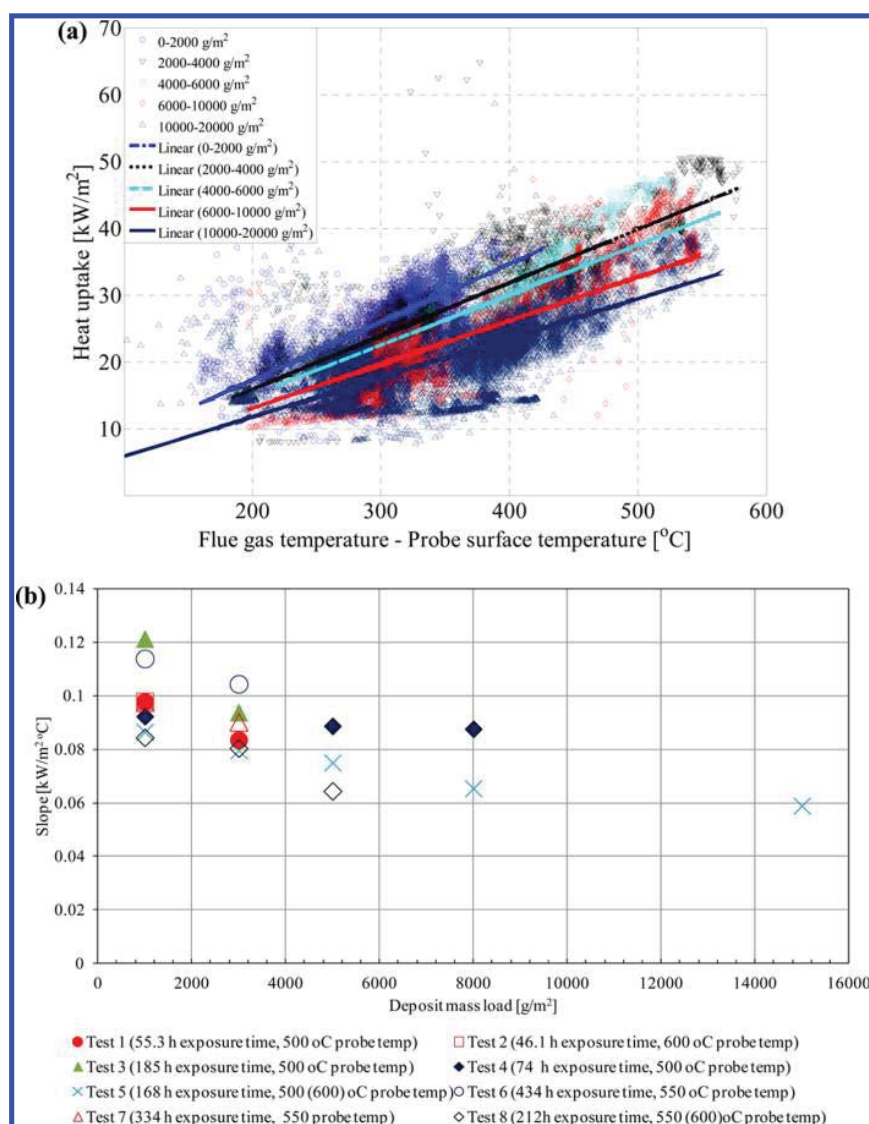 (a)
70
60
50
40
30
20
10
Heat uptake [kW/m²]
0-2000 g/m²
2000-4000 g/m²
4000-6000 g/m²
6000-10000 g/m²
10000-20000 g/m²
Linear (0-2000 g/m²)
Linear (2000-4000 g/m²)
Linear (4000-6000 g/m²)
Linear (6000-10000 g/m²)
Linear (10000-20000 g/m²)
200 300 400 500 600
Flue gas temperature - Probe surface temperature [°C]
(b)
0.14
0.12
0.1
0.08
0.06
0.04
0.02
0
Slope [kW/m² °C]
0 2000 4000 6000 8000 10000 12000 14000 16000
Deposit mass load [g/m²]
Test 1 (55.3 h exposure time, 500 oC probe temp)
Test 2 (46.1 h exposure time, 600 oC probe temp)
Test 3 (185 h exposure time, 500 oC probe temp)
Test 4 (74 h exposure time, 500 oC probe temp)
Test 5 (168 h exposure time, 500 (600) oC probe temp)
Test 6 (434 h exposure time, 550 oC probe temp)
Test 7 (334 h exposure time, 550 probe temp)
Test 8 (212h exposure time, 550 (600)oC probe temp)